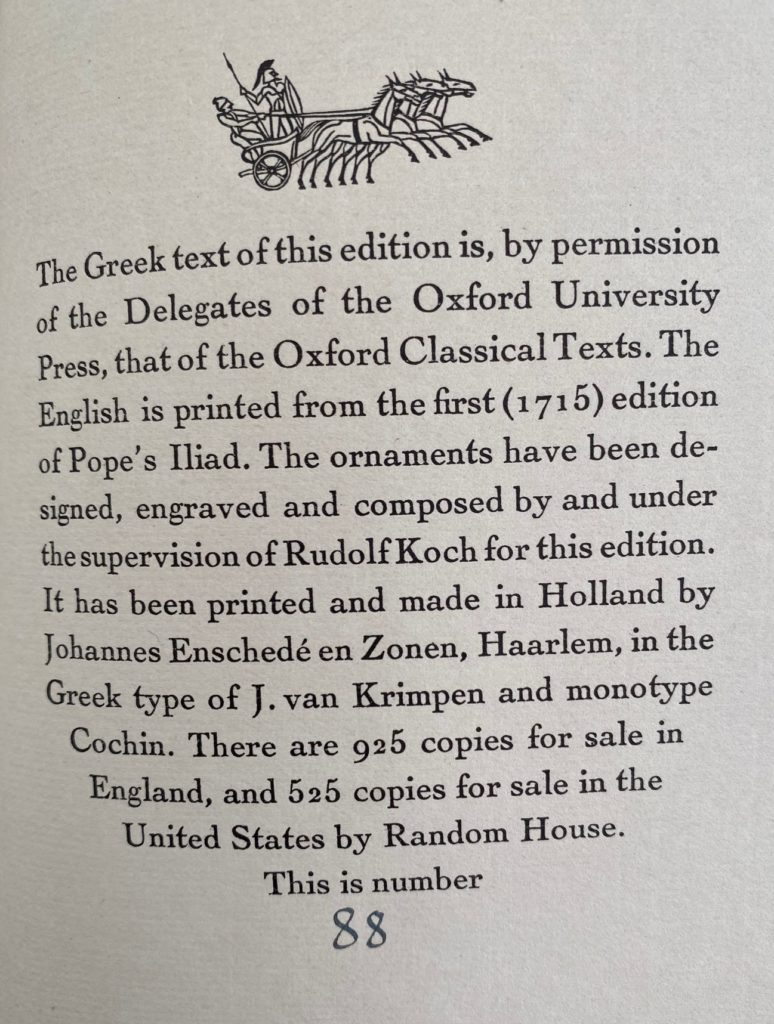 The Greek text of this edition is, by permission
of the Delegates of the Oxford University
Press, that of the Oxford Classical Texts. The
English is printed from the first (1715) edition
of Pope's Iliad. The ornaments have been de-
signed, engraved and composed by and under
the supervision of Rudolf Koch for this edition.
It has been printed and made in Holland by
Johannes Enschedé en Zonen, Haarlem, in the
Greek type of J. van Krimpen and monotype
Cochin. There are 925 copies for sale in
England, and 525 copies for sale in the
United States by Random House.
This is number
88